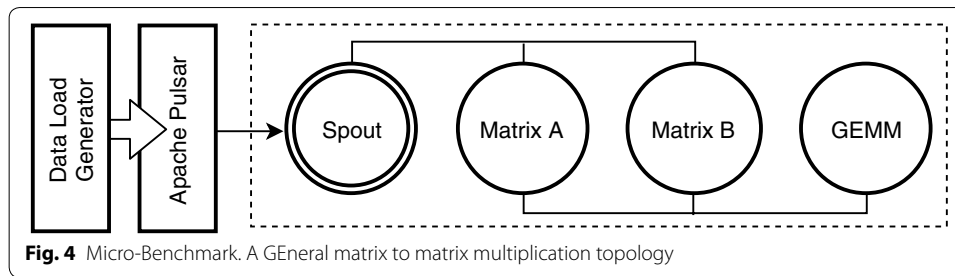 Data Load
Generator
Apache Pulsar
Spout
Matrix A
Matrix B
GEMM
Fig. 4 Micro-Benchmark. A GEneral matrix to matrix multiplication topology